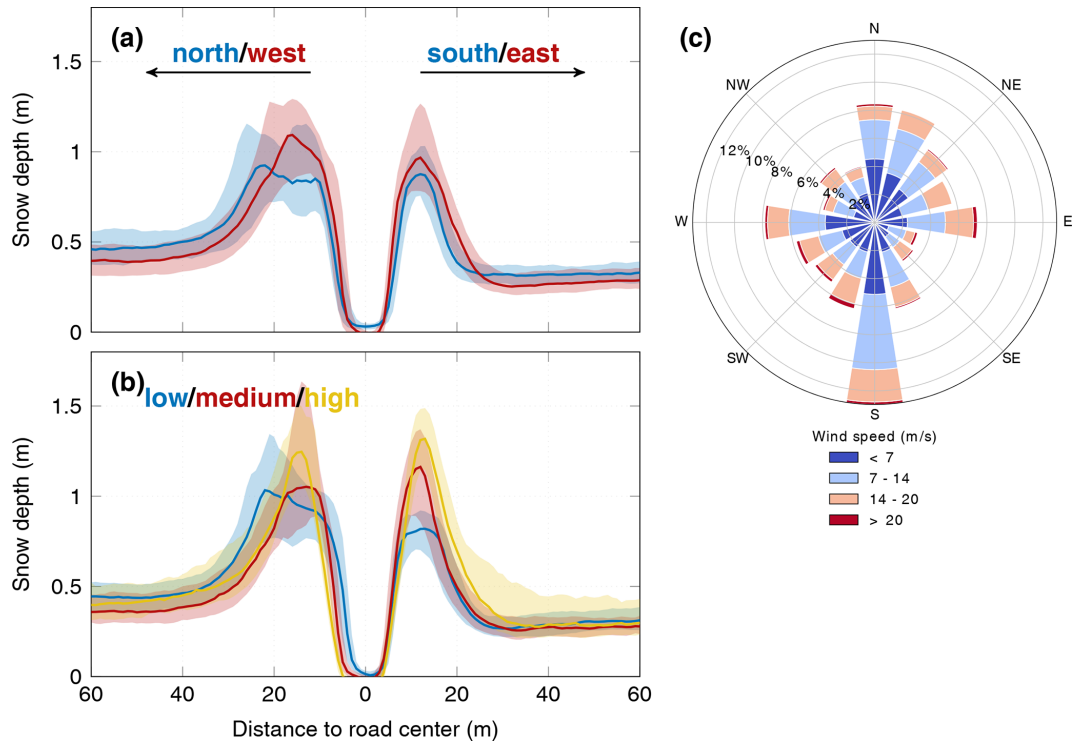 (a)
north/west
south/east
1.5
1
0.5
0
Snow depth (m)
(b)
low/medium/high
1.5
1
0.5
0
Snow depth (m)
60 40 20 0 20 40 60
Distance to road center (m)
(c)
N
NW
NE
12%
10%
8%
6%
4%
2%
W
E
SW
SE
S
Wind speed (m/s)
< 7
7 - 14
14 - 20
> 20